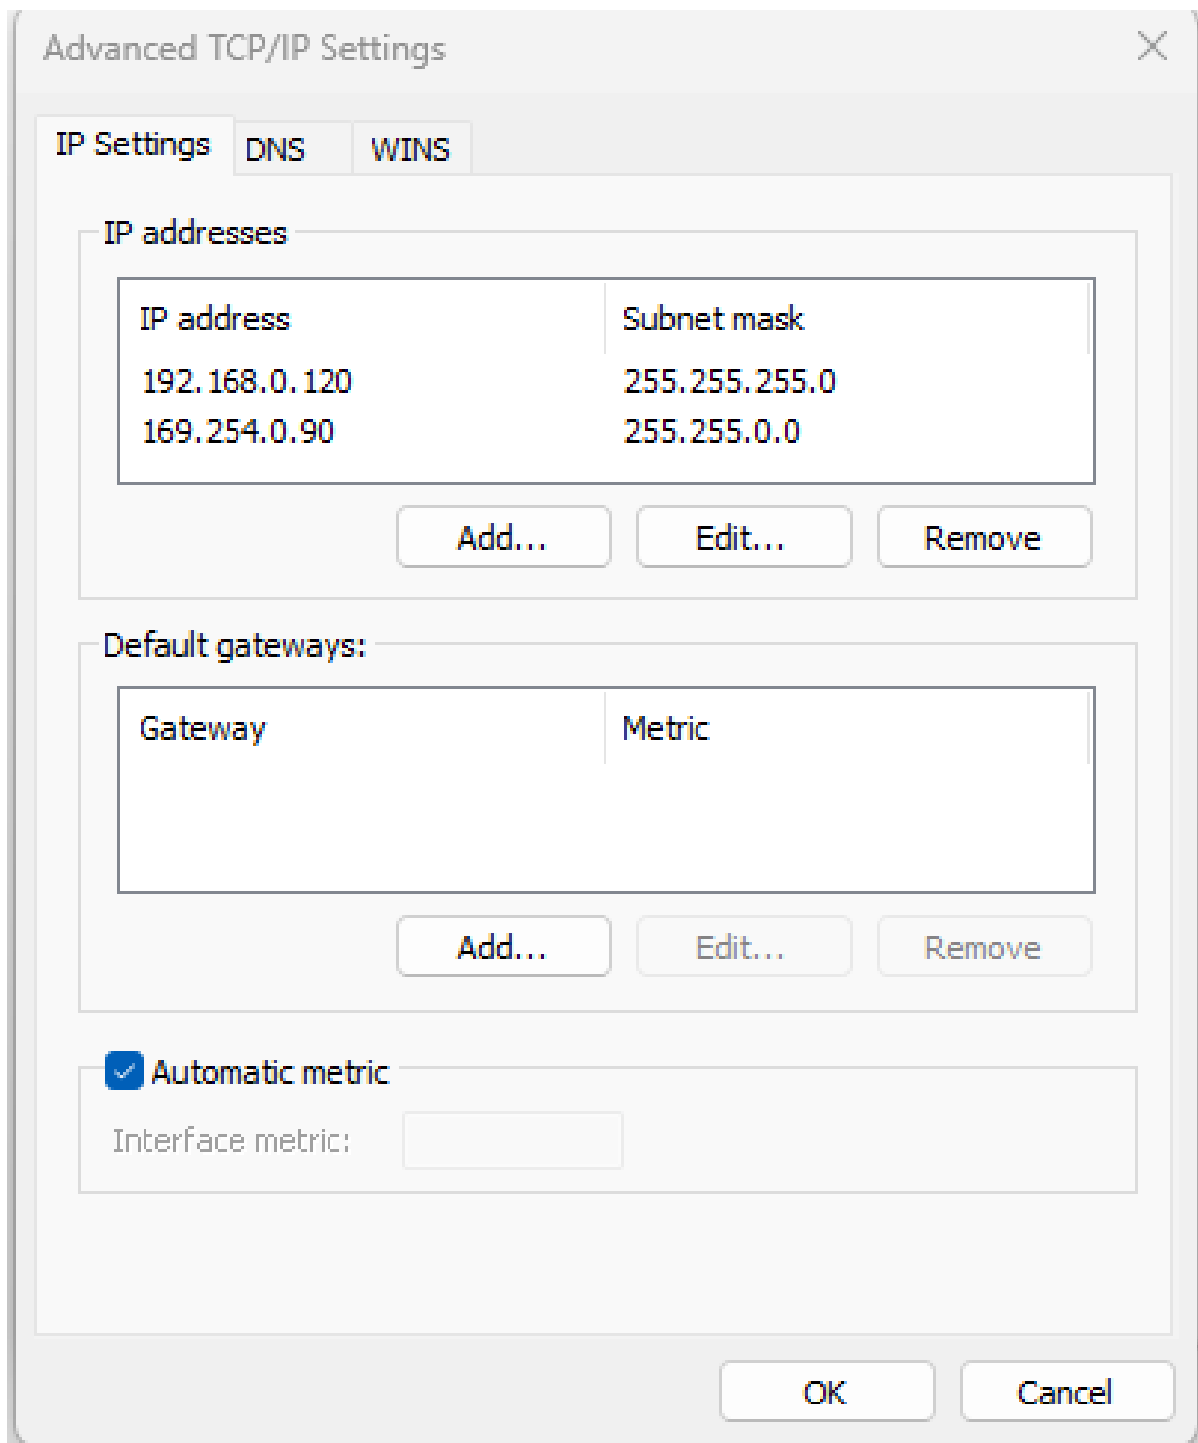 Advanced TCP/IP Settings
IP Settings DNS WINS
IP addresses
IP address Subnet mask
192.168.0.120 255.255.255.0
169.254.0.90 255.255.0.0
Add... Edit... Remove
Default gateways:
Gateway Metric
Add... Edit... Remove
Automatic metric
Interface metric:
OK Cancel